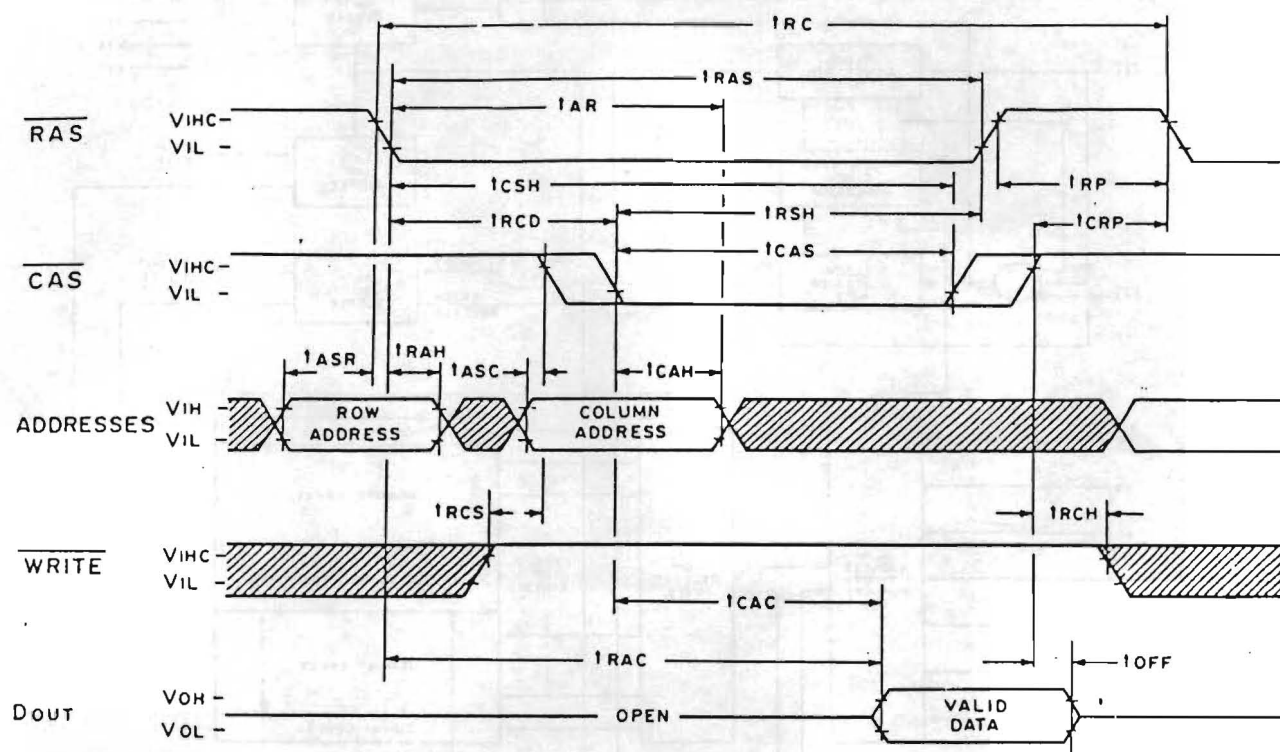 tRC
tRAS
tAR
RAS
VIHC
VIL
tCSH
tRP
tRSH
tRCD
tCRP
tCAS
CAS
VIHC
VIL
tASR
tRAH
tASC
tCAH
ADDRESSES
VIH
VIL
ROW
ADDRESS
COLUMN
ADDRESS
tRCS
tRCH
WRITE
VIHC
VIL
tCAC
tRAC
tOFF
DOUT
VOH
VOL
OPEN
VALID
DATA